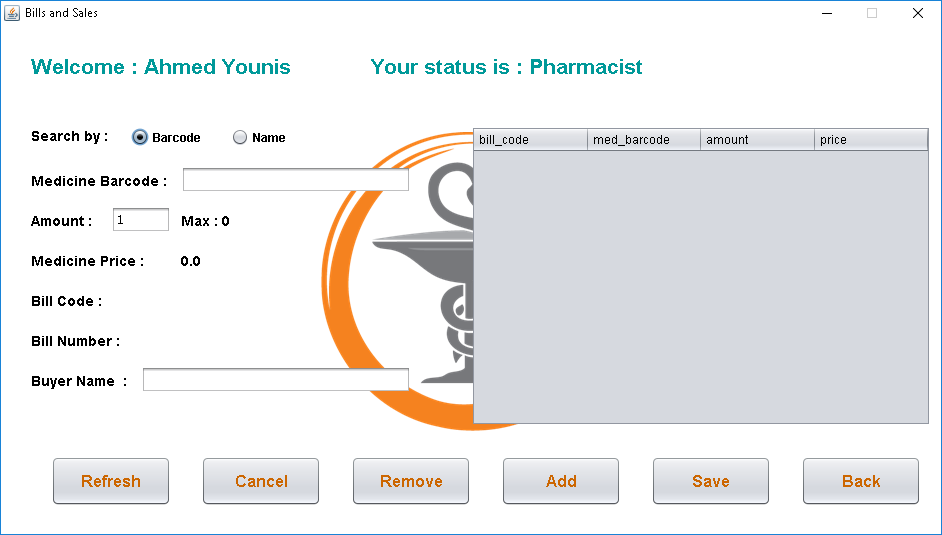 Bills and Sales
Welcome : Ahmed Younis Your status is : Pharmacist
Search by : Barcode Name
Medicine Barcode :
Amount : 1 Max : 0
Medicine Price : 0.0
Bill Code :
Bill Number :
Buyer Name :
bill_code med_barcode amount price
Refresh Cancel Remove Add Save Back